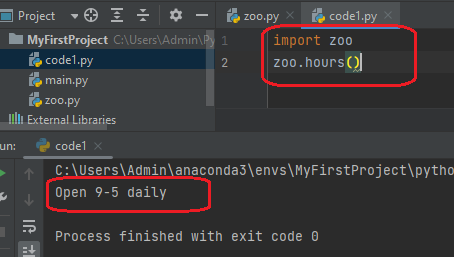 Project
zoo.py
code1.py
MyFirstProject C:\Users\Admin\Py
code1.py
main.py
zoo.py
External Libraries
1 import zoo
2 zoo.hours()
un: code1
C:\Users\Admin\anaconda3\envs\MyFirstProject\python
Open 9-5 daily
Process finished with exit code 0